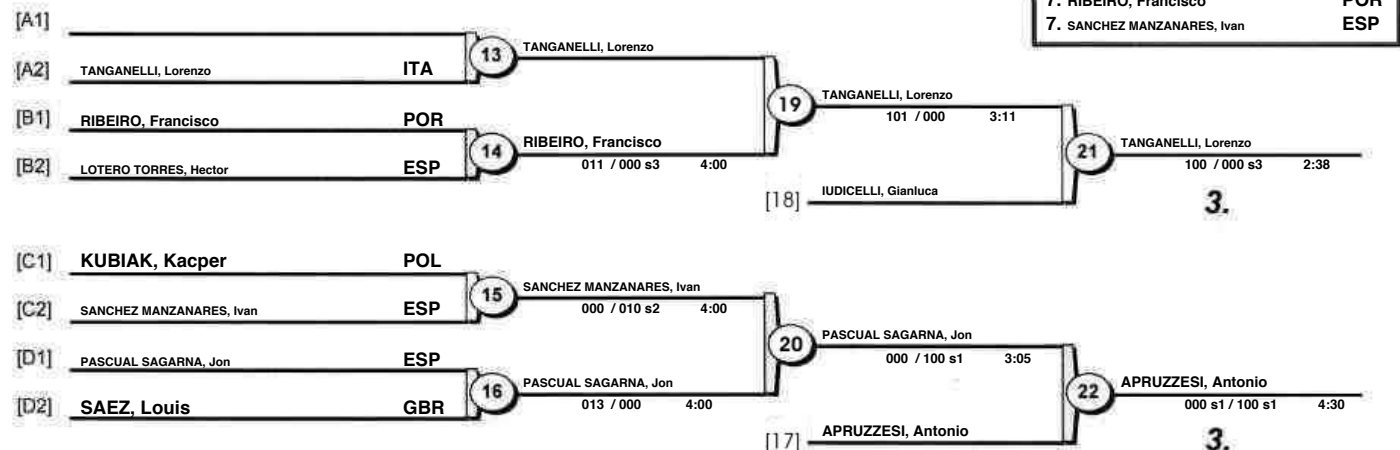 7. RIBEIRO, Francisco POR
7. SANCHEZ MANZANARES, Ivan ESP
[A1]
[A2] TANGANELLI, Lorenzo ITA
13 TANGANELLI, Lorenzo
[B1] RIBEIRO, Francisco POR
[B2] LOTERO TORRES, Hector ESP
14 RIBEIRO, Francisco
011 / 000 s3 4:00
19 TANGANELLI, Lorenzo
101 / 000 3:11
[18] IUDICELLI, Gianluca
21 TANGANELLI, Lorenzo
100 / 000 s3 2:38
3.
[C1] KUBIAK, Kacper POL
[C2] SANCHEZ MANZANARES, Ivan ESP
15 SANCHEZ MANZANARES, Ivan
000 / 010 s2 4:00
[D1] PASCUAL SAGARNA, Jon ESP
[D2] SAEZ, Louis GBR
16 PASCUAL SAGARNA, Jon
013 / 000 4:00
20 PASCUAL SAGARNA, Jon
000 / 100 s1 3:05
[17] APRUZZESI, Antonio
22 APRUZZESI, Antonio
000 s1 / 100 s1 4:30
3.